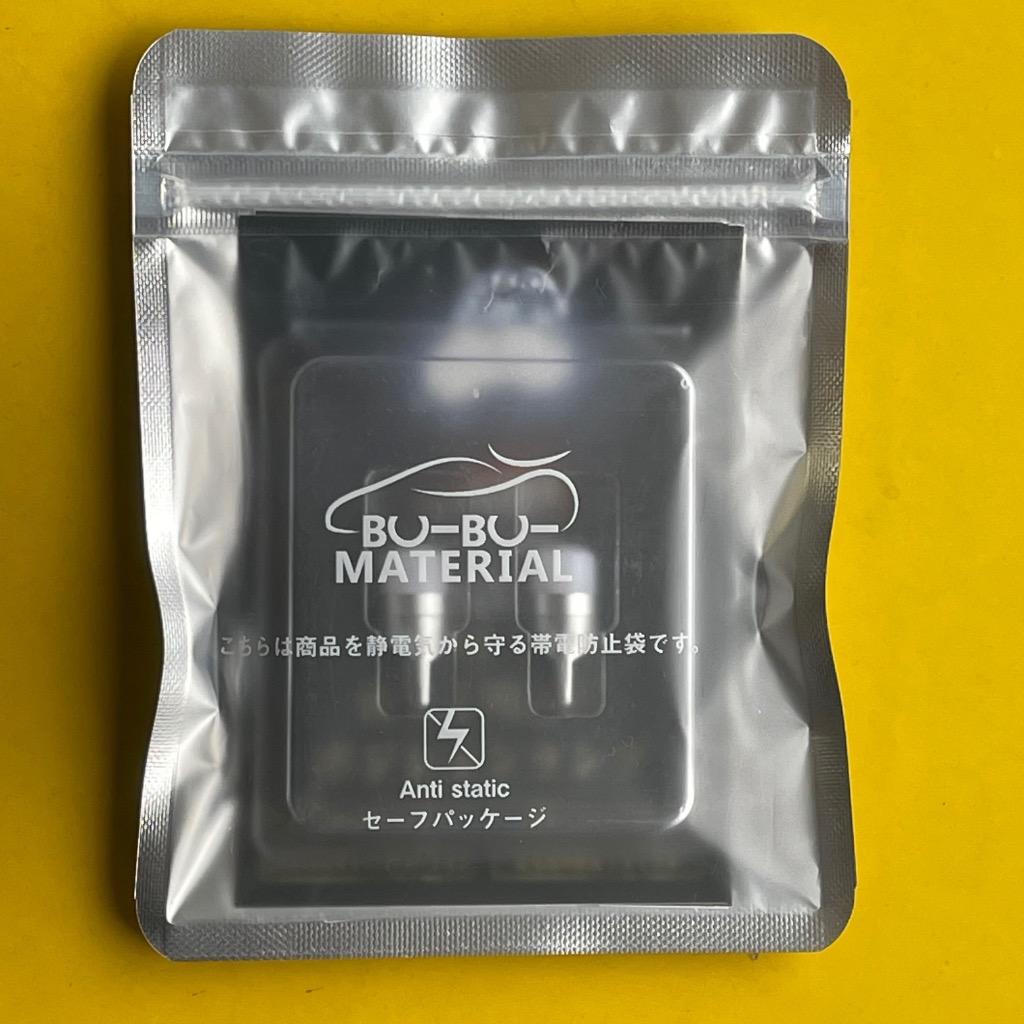 BU-BU-
MATERIAL
こちらは商品を静電気から守る帯電防止袋です。
Anti static
セーフパッケージ